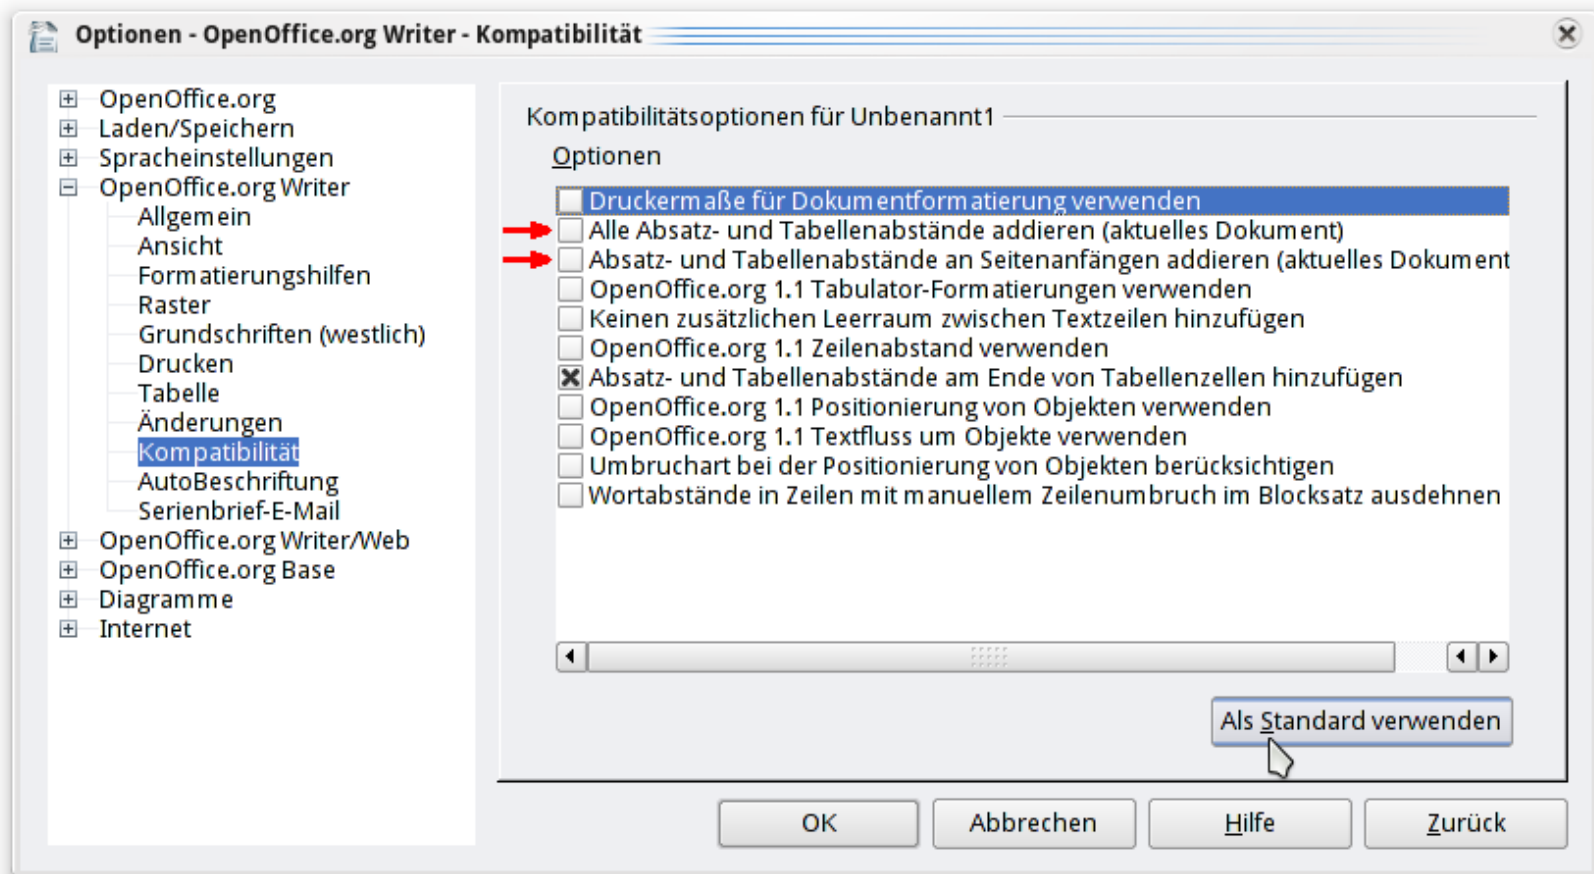 Optionen - OpenOffice.org Writer - Kompatibilität
OpenOffice.org
Laden/Speichern
Spracheinstellungen
OpenOffice.org Writer
Allgemein
Ansicht
Formatierungshilfen
Raster
Grundschriften (westlich)
Drucken
Tabelle
Änderungen
Kompatibilität
AutoBeschriftung
Serienbrief-E-Mail
OpenOffice.org Writer/Web
OpenOffice.org Base
Diagramme
Internet
Kompatibilitätsoptionen für Unbenannt1
Optionen
Druckermaße für Dokumentformatierung verwenden
Alle Absatz- und Tabellenabstände addieren (aktuelles Dokument)
Absatz- und Tabellenabstände an Seitenanfängen addieren (aktuelles Dokument
OpenOffice.org 1.1 Tabulator-Formatierungen verwenden
Keinen zusätzlichen Leerraum zwischen Textzeilen hinzufügen
OpenOffice.org 1.1 Zeilenabstand verwenden
Absatz- und Tabellenabstände am Ende von Tabellenzellen hinzufügen
OpenOffice.org 1.1 Positionierung von Objekten verwenden
OpenOffice.org 1.1 Textfluss um Objekte verwenden
Umbruchart bei der Positionierung von Objekten berücksichtigen
Wortabstände in Zeilen mit manuellem Zeilenumbruch im Blocksatz ausdehnen
Als Standard verwenden
OK
Abbrechen
Hilfe
Zurück